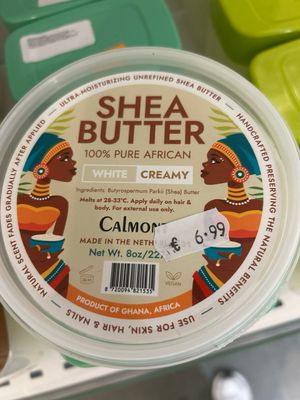 ULTRA-MOISTURIZING UNREFINED SHEA BUTTER
HANDCRAFTED PRESERVING THE NATURAL BENEFITS
NATURAL SCENT FADES GRADUALLY AFTER APPLIED
SHEA
BUTTER
100% PURE AFRICAN
WHITE CREAMY
Ingredients: Butyrospermum Parkii (Shea) Butter
Melts at 28-33°C. Apply daily on hair &
body. For external use only.
MADE IN THE
€ 6.99
Net Wt. 8oz/
8720094821535
VEGAN
PRODUCT OF GHANA, AFRICA
USE FOR SKIN, HAIR & NAILS